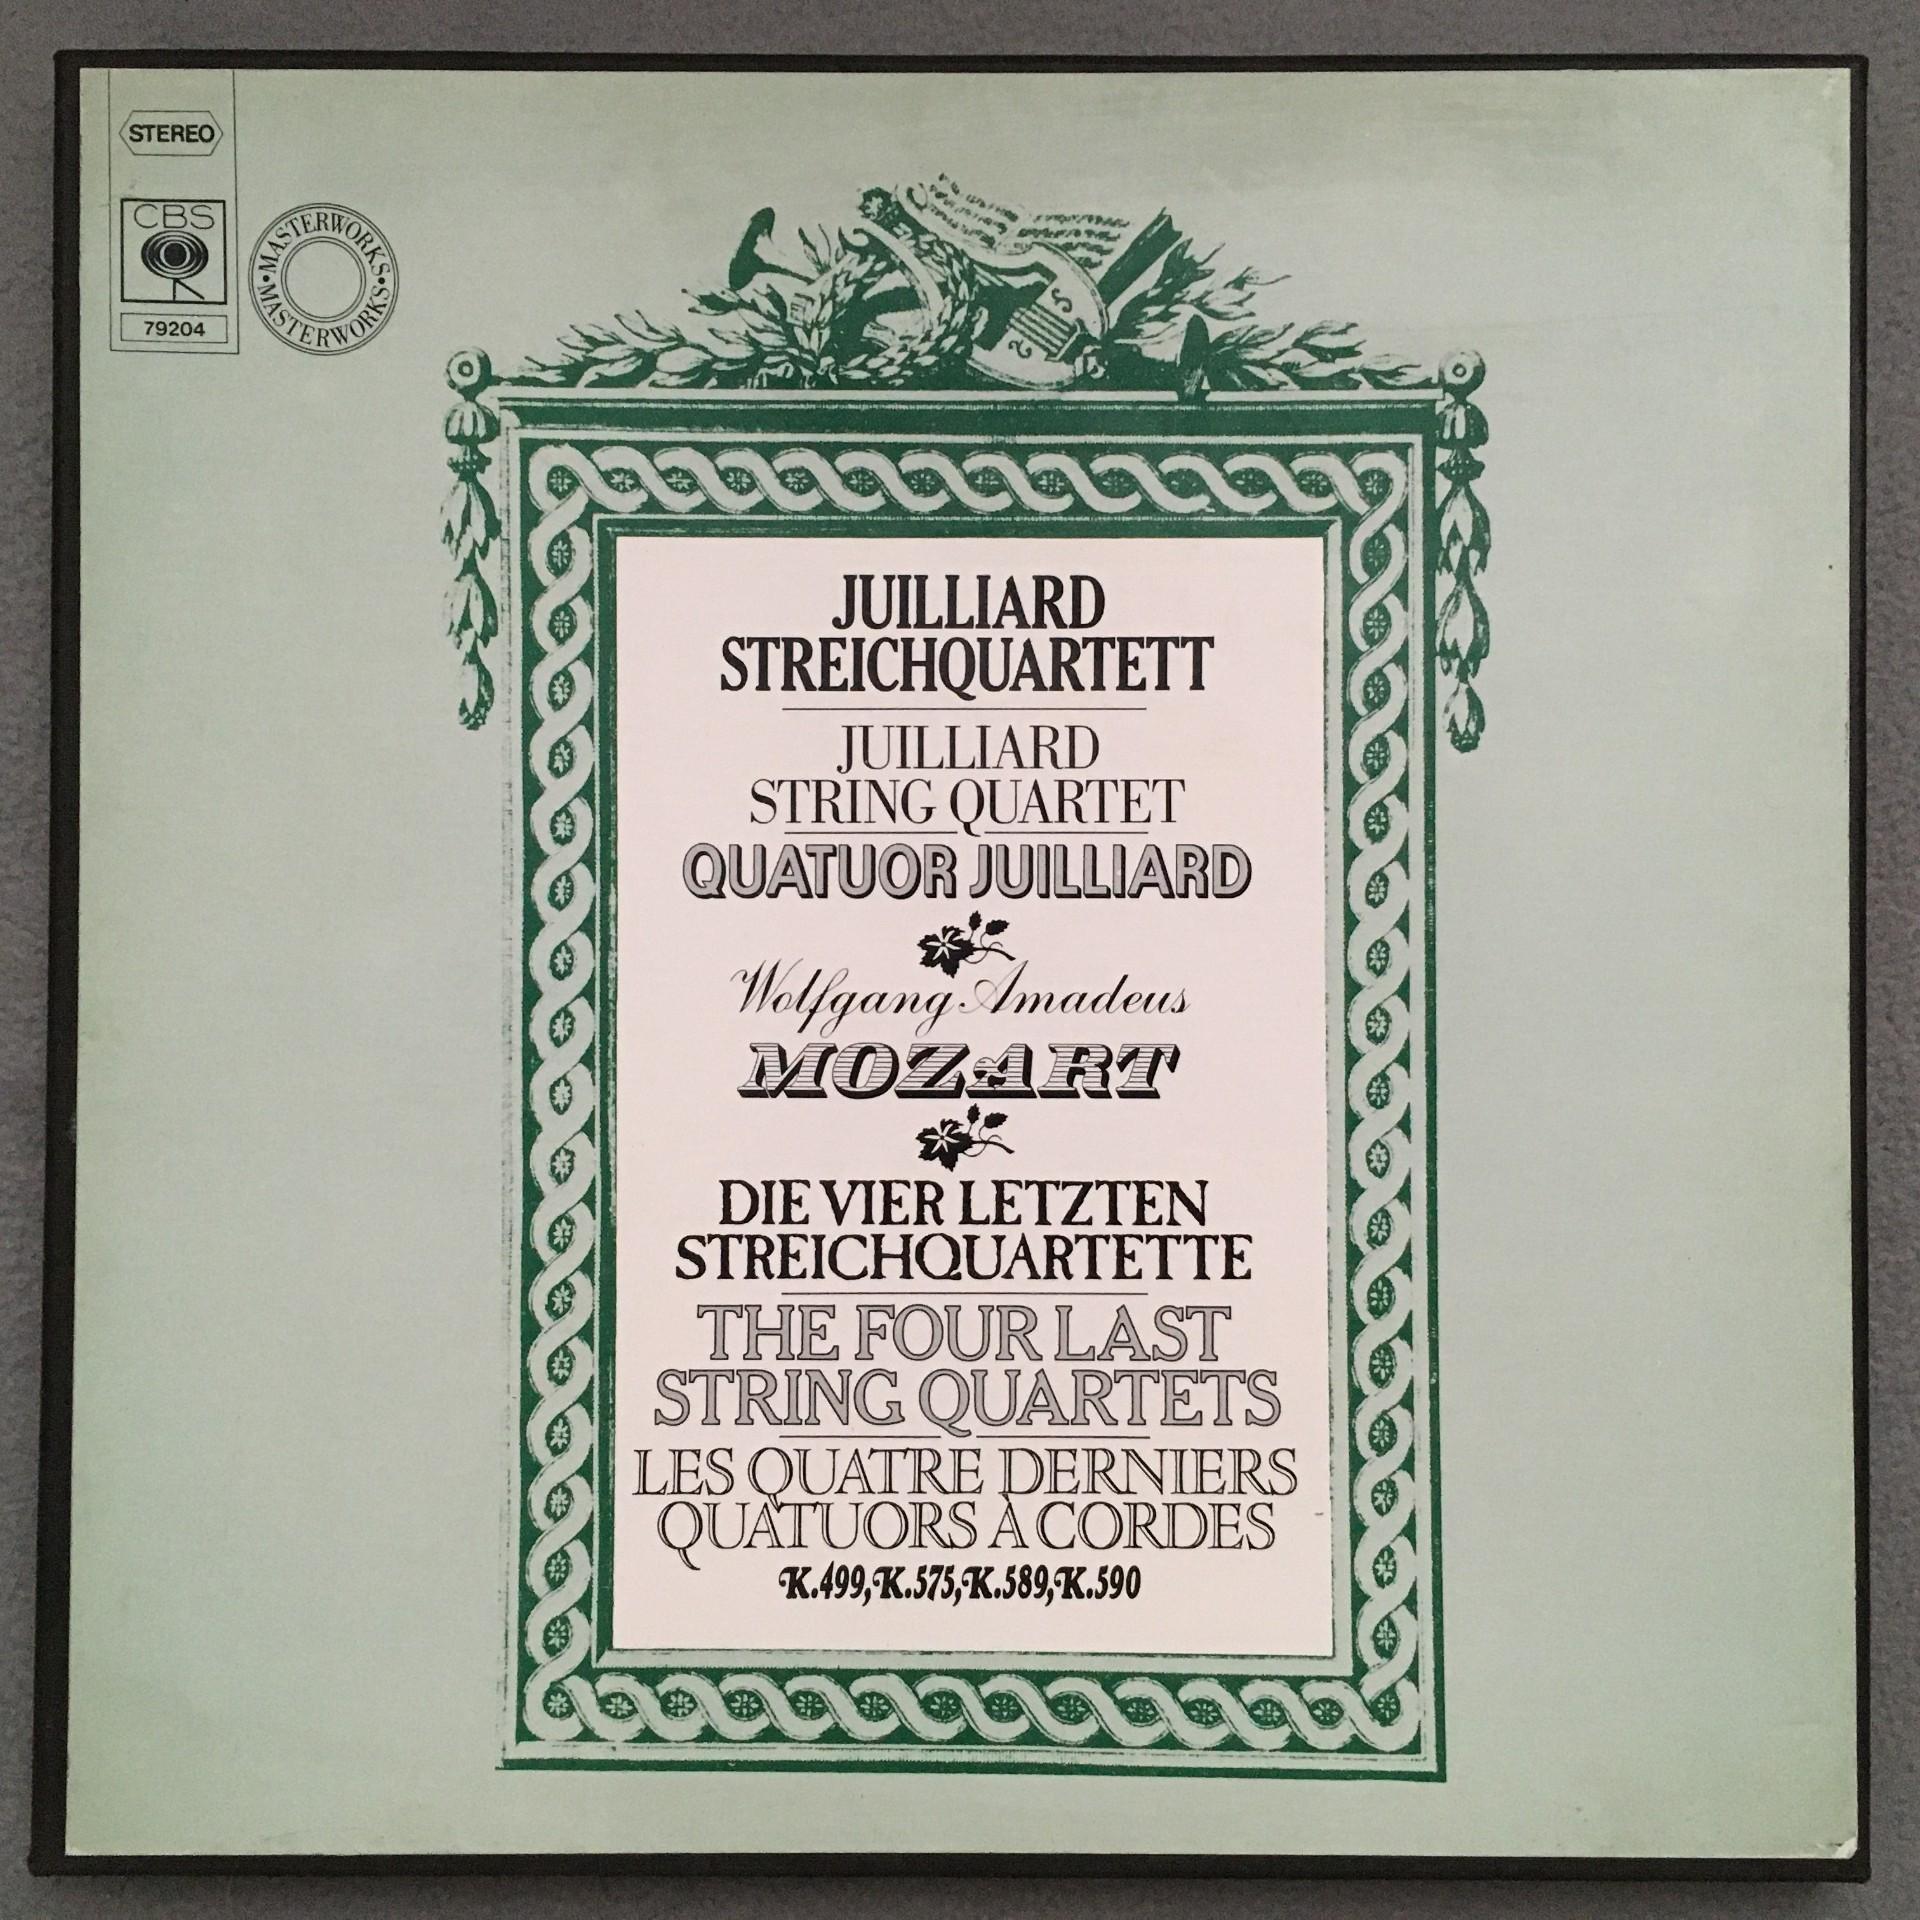 STEREO
CBS
79204
MASTERWORKS • MASTERWORKS •
JUILLIARD
STREICHQUARTETT
JUILLIARD
STRING QUARTET
QUATUOR JUILLIARD
Wolfgang Amadeus
MOZART
DIE VIER LETZTEN
STREICHQUARTETTE
THE FOUR LAST
STRING QUARTETS
LES QUATRE DERNIERS
QUATUORS À CORDES
K.499, K.575, K.589, K.590